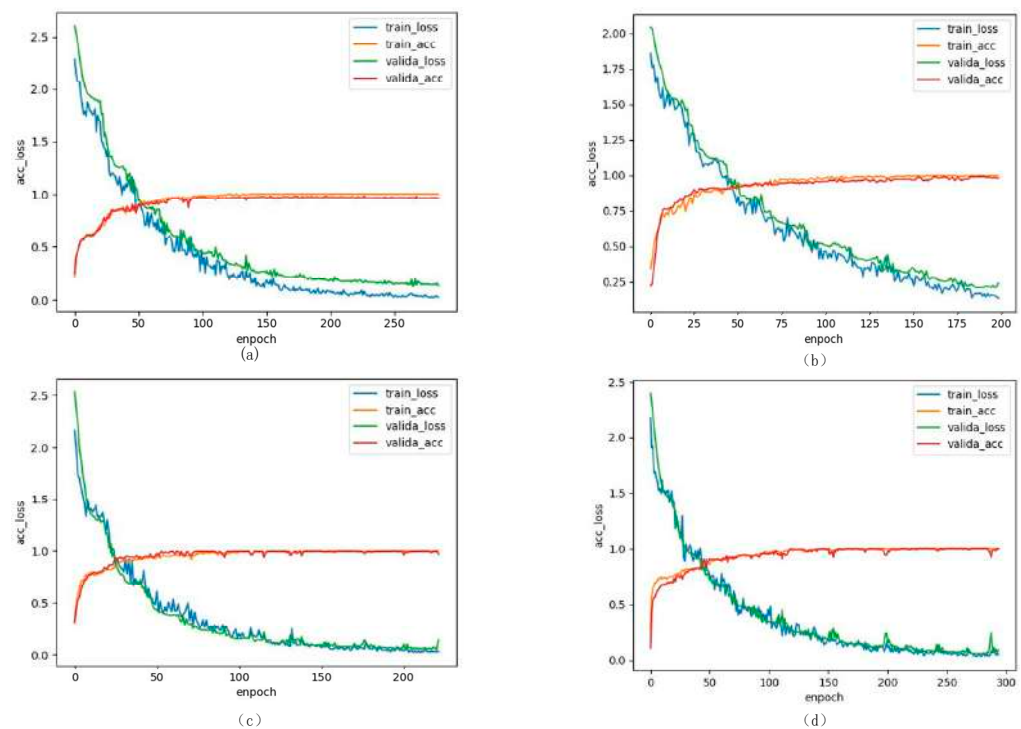 2.5
2.0
1.5
1.0
0.5
0.0
acc_loss
train_loss
train_acc
valida_loss
valida_acc
0 50 100 150 200 250
enpoch
(a)
2.00
1.75
1.50
1.25
1.00
0.75
0.50
0.25
acc_loss
train_loss
train_acc
valida_loss
valida_acc
0 25 50 75 100 125 150 175 200
enpoch
(b)
2.5
2.0
1.5
1.0
0.5
0.0
acc_loss
train_loss
train_acc
valida_loss
valida_acc
0 50 100 150 200
enpoch
(c)
2.5
2.0
1.5
1.0
0.5
0.0
acc_loss
train_loss
train_acc
valida_loss
valida_acc
0 50 100 150 200 250 300
enpoch
(d)